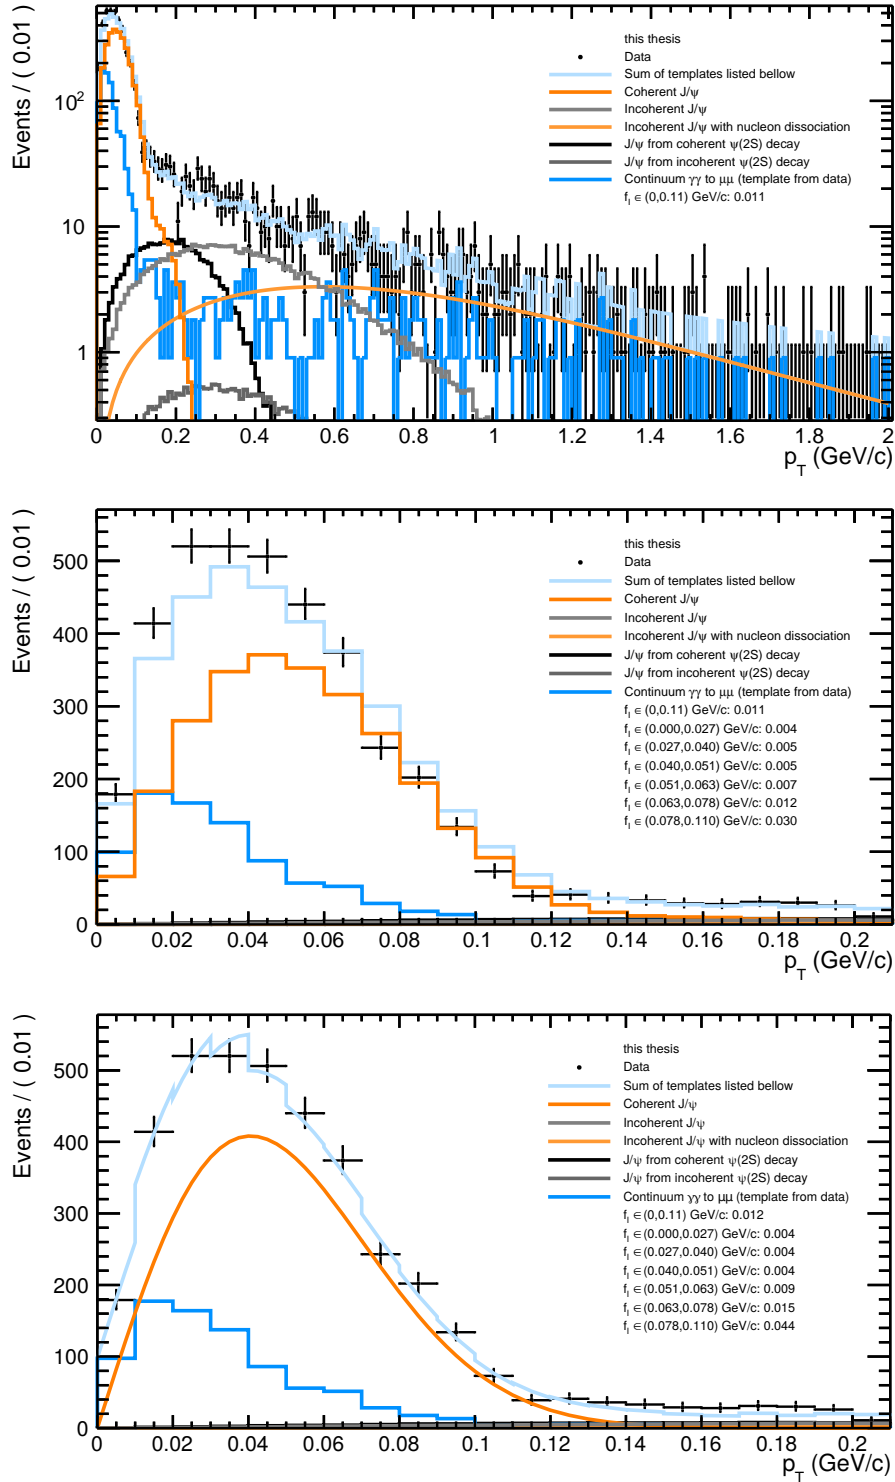 Events / ( 0.01 )
10²
10
1
this thesis
Data
Sum of templates listed bellow
Coherent J/ψ
Incoherent J/ψ
Incoherent J/ψ with nucleon dissociation
J/ψ from coherent ψ(2S) decay
J/ψ from incoherent ψ(2S) decay
Continuum γγ to μμ (template from data)
f_I ∈ (0,0.11) GeV/c: 0.011
0 0.2 0.4 0.6 0.8 1 1.2 1.4 1.6 1.8 2
p_T (GeV/c)
Events / ( 0.01 )
500
400
300
200
100
0
this thesis
Data
Sum of templates listed bellow
Coherent J/ψ
Incoherent J/ψ
Incoherent J/ψ with nucleon dissociation
J/ψ from coherent ψ(2S) decay
J/ψ from incoherent ψ(2S) decay
Continuum γγ to μμ (template from data)
f_I ∈ (0,0.11) GeV/c: 0.011
f_I ∈ (0.000,0.027) GeV/c: 0.004
f_I ∈ (0.027,0.040) GeV/c: 0.005
f_I ∈ (0.040,0.051) GeV/c: 0.005
f_I ∈ (0.051,0.063) GeV/c: 0.007
f_I ∈ (0.063,0.078) GeV/c: 0.012
f_I ∈ (0.078,0.110) GeV/c: 0.030
0 0.02 0.04 0.06 0.08 0.1 0.12 0.14 0.16 0.18 0.2
p_T (GeV/c)
Events / ( 0.01 )
500
400
300
200
100
0
this thesis
Data
Sum of templates listed bellow
Coherent J/ψ
Incoherent J/ψ
Incoherent J/ψ with nucleon dissociation
J/ψ from coherent ψ(2S) decay
J/ψ from incoherent ψ(2S) decay
Continuum γγ to μμ (template from data)
f_I ∈ (0,0.11) GeV/c: 0.012
f_I ∈ (0.000,0.027) GeV/c: 0.004
f_I ∈ (0.027,0.040) GeV/c: 0.004
f_I ∈ (0.040,0.051) GeV/c: 0.004
f_I ∈ (0.051,0.063) GeV/c: 0.009
f_I ∈ (0.063,0.078) GeV/c: 0.015
f_I ∈ (0.078,0.110) GeV/c: 0.044
0 0.02 0.04 0.06 0.08 0.1 0.12 0.14 0.16 0.18 0.2
p_T (GeV/c)